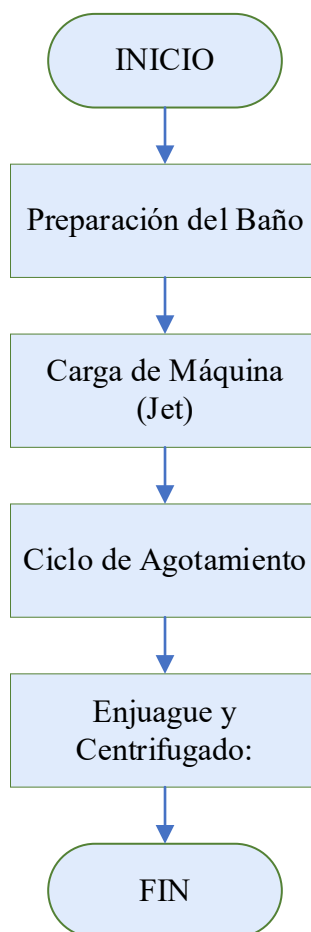 INICIO
Preparación del Baño
Carga de Máquina
(Jet)
Ciclo de Agotamiento
Enjuague y
Centrifugado:
FIN